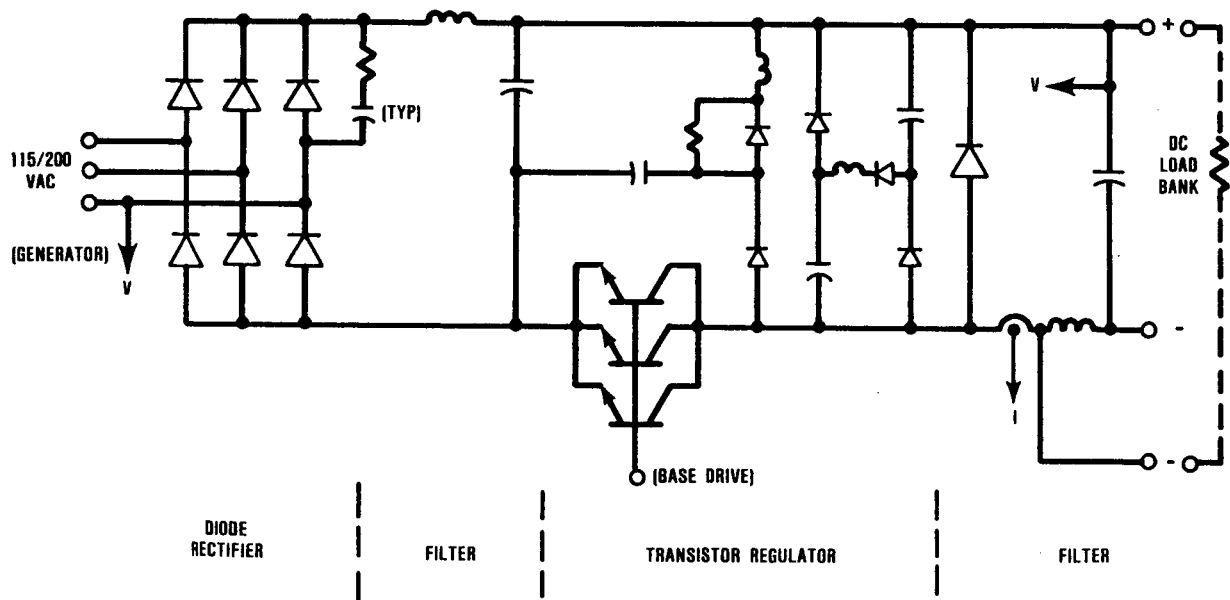 +
(TYP)
V
115/200
VAC
DC
LOAD
BANK
(GENERATOR)
V
-
I
-
(BASE DRIVE)
DIODE
RECTIFIER
FILTER
TRANSISTOR REGULATOR
FILTER